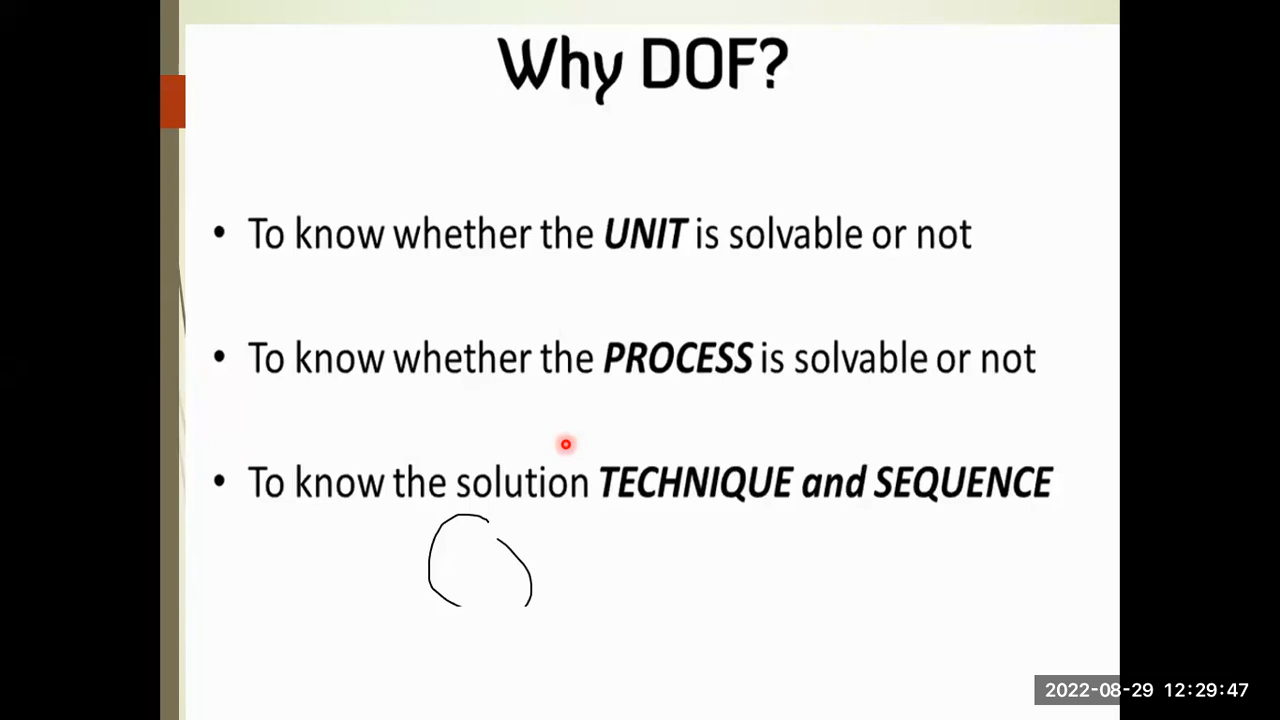 Why DOF?
• To know whether the UNIT is solvable or not
• To know whether the PROCESS is solvable or not
• To know the solution TECHNIQUE and SEQUENCE
2022-08-29 12:29:47